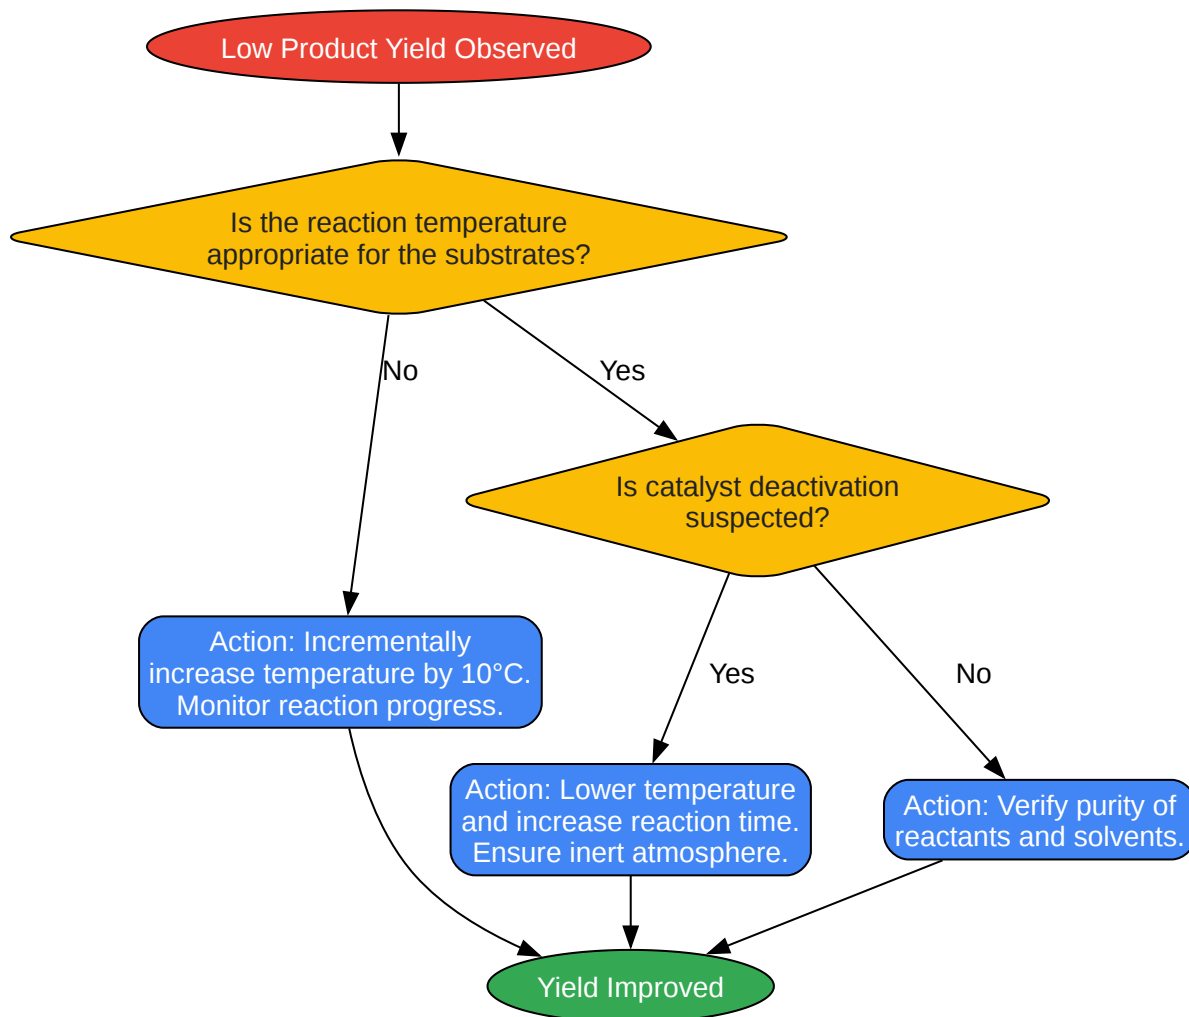 Low Product Yield Observed
Is the reaction temperature
appropriate for the substrates?
No
Yes
Is catalyst deactivation
suspected?
Action: Incrementally
increase temperature by 10°C.
Monitor reaction progress.
Yes
No
Action: Lower temperature
and increase reaction time.
Ensure inert atmosphere.
Action: Verify purity of
reactants and solvents.
Yield Improved